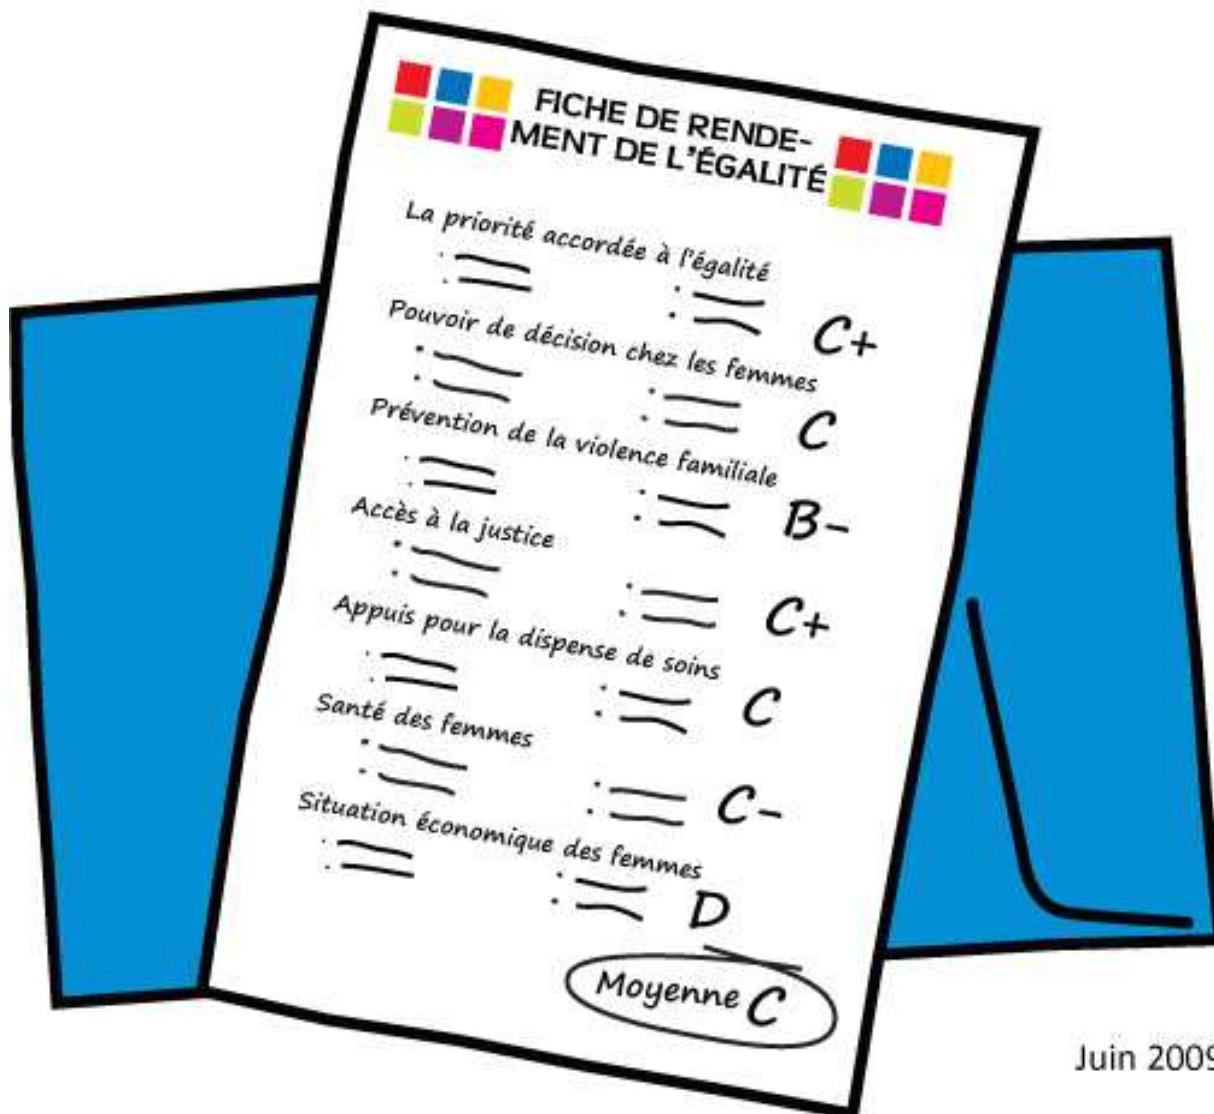 FICHE DE RENDE-
MENT DE L'ÉGALITÉ
La priorité accordée à l'égalité
C+
Pouvoir de décision chez les femmes
C
Prévention de la violence familiale
B-
Accès à la justice
C+
Appuis pour la dispense de soins
C
Santé des femmes
C-
Situation économique des femmes
D
Moyenne C
Juin 2009